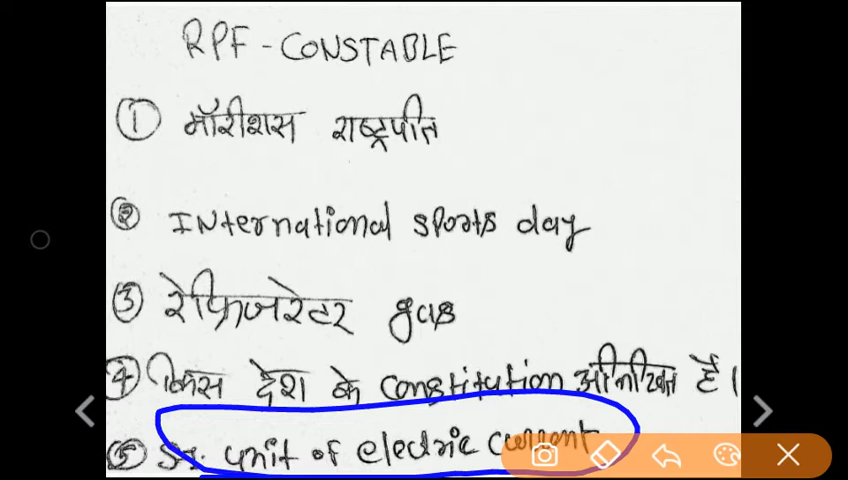 RPF - CONSTABLE
① मॉरीशस राष्ट्रपति
② International sports day
③ रेफ्रिजरेटर gas
④ किस देश के constitution अलिखित है।
⑤ S.I. unit of electric current